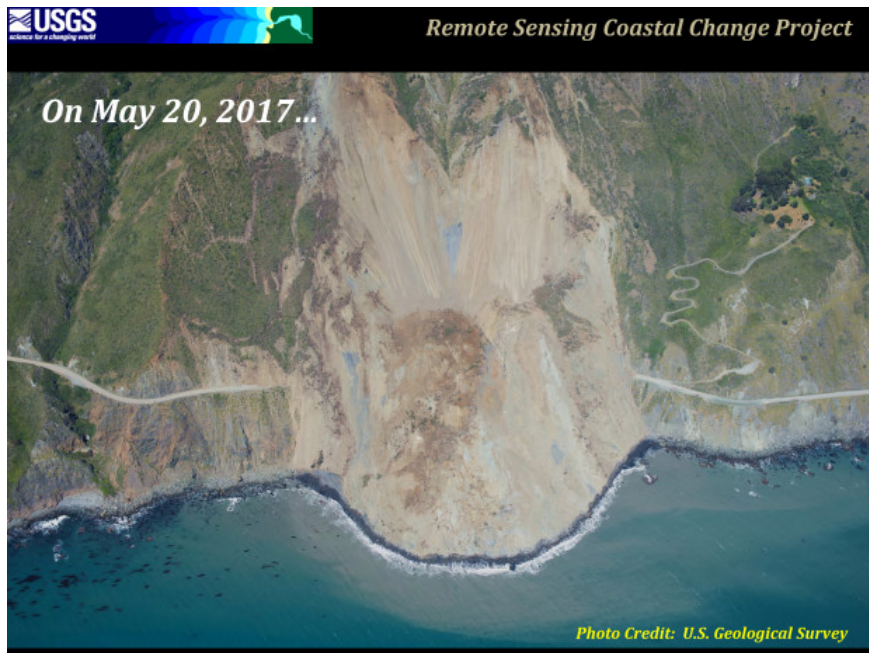 USGS
science for a changing world
Remote Sensing Coastal Change Project
On May 20, 2017...
Photo Credit:  U.S. Geological Survey